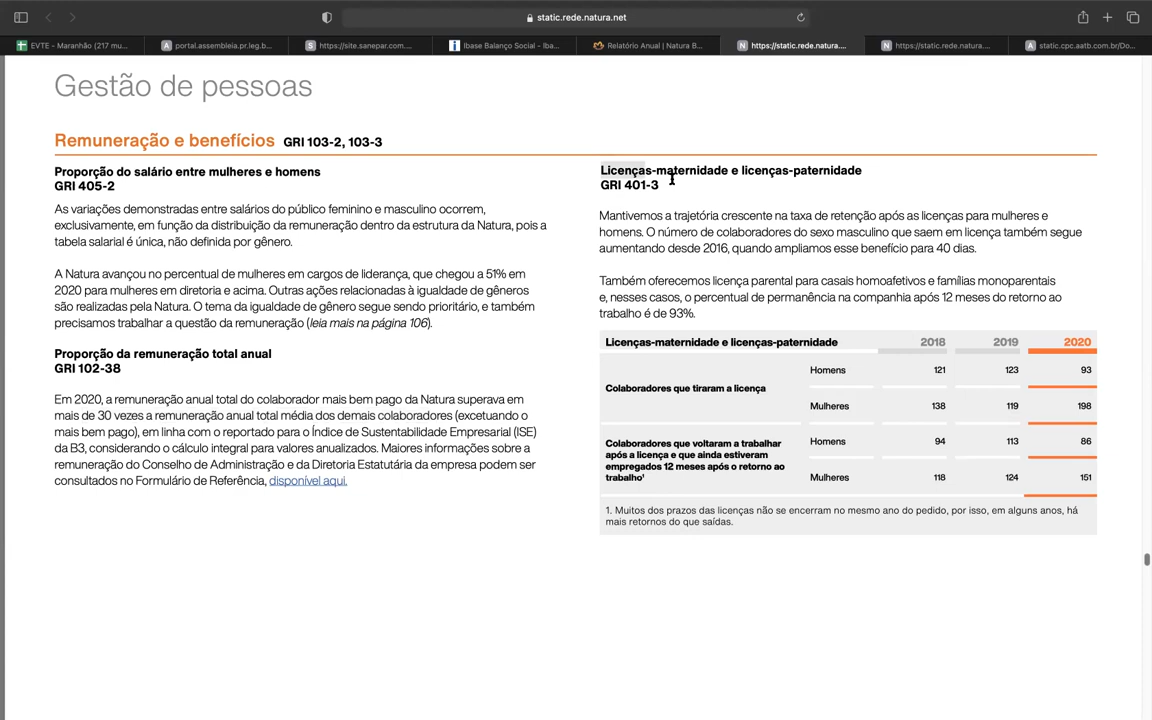 static.rede.natura.net
EVTE - Maranhão (217 mu...
portal.assembleia.pr.leg.b...
https://site.sanepar.com....
Ibase Balanço Social - Iba...
Relatório Anual | Natura B...
https://static.rede.natura....
https://static.rede.natura....
static.cpc.aatb.com.br/Do...
Gestão de pessoas
Remuneração e benefícios GRI 103-2, 103-3
Proporção do salário entre mulheres e homens
GRI 405-2
As variações demonstradas entre salários do público feminino e masculino ocorrem,
exclusivamente, em função da distribuição da remuneração dentro da estrutura da Natura, pois a
tabela salarial é única, não definida por gênero.
A Natura avançou no percentual de mulheres em cargos de liderança, que chegou a 51% em
2020 para mulheres em diretoria e acima. Outras ações relacionadas à igualdade de gêneros
são realizadas pela Natura. O tema da igualdade de gênero segue sendo prioritário, e também
precisamos trabalhar a questão da remuneração (leia mais na página 106).
Proporção da remuneração total anual
GRI 102-38
Em 2020, a remuneração anual total do colaborador mais bem pago da Natura superava em
mais de 30 vezes a remuneração anual total média dos demais colaboradores (excetuando o
mais bem pago), em linha com o reportado para o Índice de Sustentabilidade Empresarial (ISE)
da B3, considerando o cálculo integral para valores anualizados. Maiores informações sobre a
remuneração do Conselho de Administração e da Diretoria Estatutária da empresa podem ser
consultados no Formulário de Referência, disponível aqui.
Licenças-maternidade e licenças-paternidade
GRI 401-3
Mantivemos a trajetória crescente na taxa de retenção após as licenças para mulheres e
homens. O número de colaboradores do sexo masculino que saem em licença também segue
aumentando desde 2016, quando ampliamos esse benefício para 40 dias.
Também oferecemos licença parental para casais homoafetivos e famílias monoparentais
e, nesses casos, o percentual de permanência na companhia após 12 meses do retorno ao
trabalho é de 93%.
Licenças-maternidade e licenças-paternidade 2018 2019 2020
Colaboradores que tiraram a licença
Homens 121 123 93
Mulheres 138 119 198
Colaboradores que voltaram a trabalhar
após a licença e que ainda estiveram
empregados 12 meses após o retorno ao
trabalho¹
Homens 94 113 86
Mulheres 118 124 151
1. Muitos dos prazos das licenças não se encerram no mesmo ano do pedido, por isso, em alguns anos, há
mais retornos do que saídas.